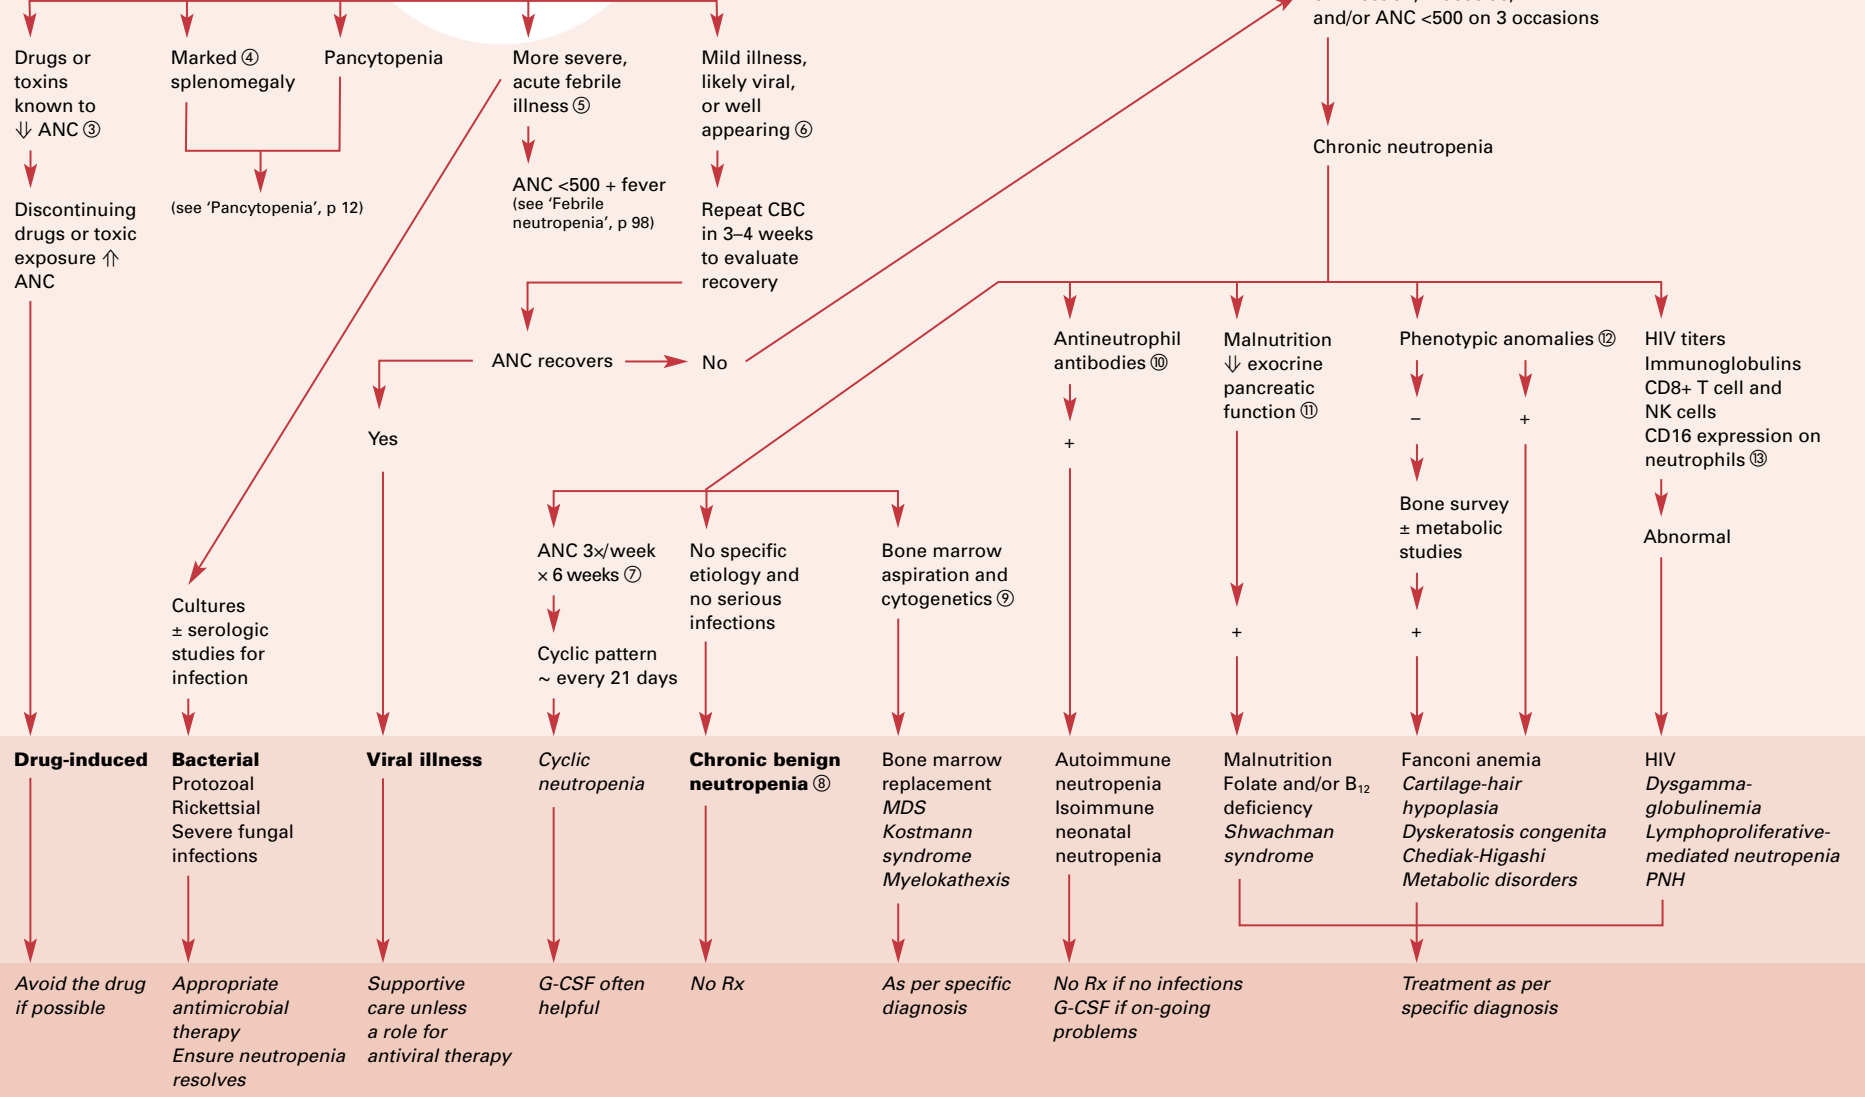 and/or ANC <500 on 3 occasions
Drugs or
toxins
known to
⇓ ANC ③
Marked ④
splenomegaly
Pancytopenia
More severe,
acute febrile
illness ⑤
Mild illness,
likely viral,
or well
appearing ⑥
Chronic neutropenia
Discontinuing
drugs or toxic
exposure ⇑
ANC
(see ‘Pancytopenia’, p 12)
ANC <500 + fever
(see ‘Febrile
neutropenia’, p 98)
Repeat CBC
in 3–4 weeks
to evaluate
recovery
ANC recovers
No
Yes
Antineutrophil
antibodies ⑩
+
Malnutrition
⇓ exocrine
pancreatic
function ⑪
+
Phenotypic anomalies ⑫
–
+
Bone survey
± metabolic
studies
+
HIV titers
Immunoglobulins
CD8+ T cell and
NK cells
CD16 expression on
neutrophils ⑬
Abnormal
Cultures
± serologic
studies for
infection
ANC 3×/week
× 6 weeks ⑦
Cyclic pattern
~ every 21 days
No specific
etiology and
no serious
infections
Bone marrow
aspiration and
cytogenetics ⑨
Drug-induced
Bacterial
Protozoal
Rickettsial
Severe fungal
infections
Viral illness
Cyclic
neutropenia
Chronic benign
neutropenia ⑧
Bone marrow
replacement
MDS
Kostmann
syndrome
Myelokathexis
Autoimmune
neutropenia
Isoimmune
neonatal
neutropenia
Malnutrition
Folate and/or B12
deficiency
Shwachman
syndrome
Fanconi anemia
Cartilage-hair
hypoplasia
Dyskeratosis congenita
Chediak-Higashi
Metabolic disorders
HIV
Dysgamma-
globulinemia
Lymphoproliferative-
mediated neutropenia
PNH
Avoid the drug
if possible
Appropriate
antimicrobial
therapy
Ensure neutropenia
resolves
Supportive
care unless
a role for
antiviral therapy
G-CSF often
helpful
No Rx
As per specific
diagnosis
No Rx if no infections
G-CSF if on-going
problems
Treatment as per
specific diagnosis